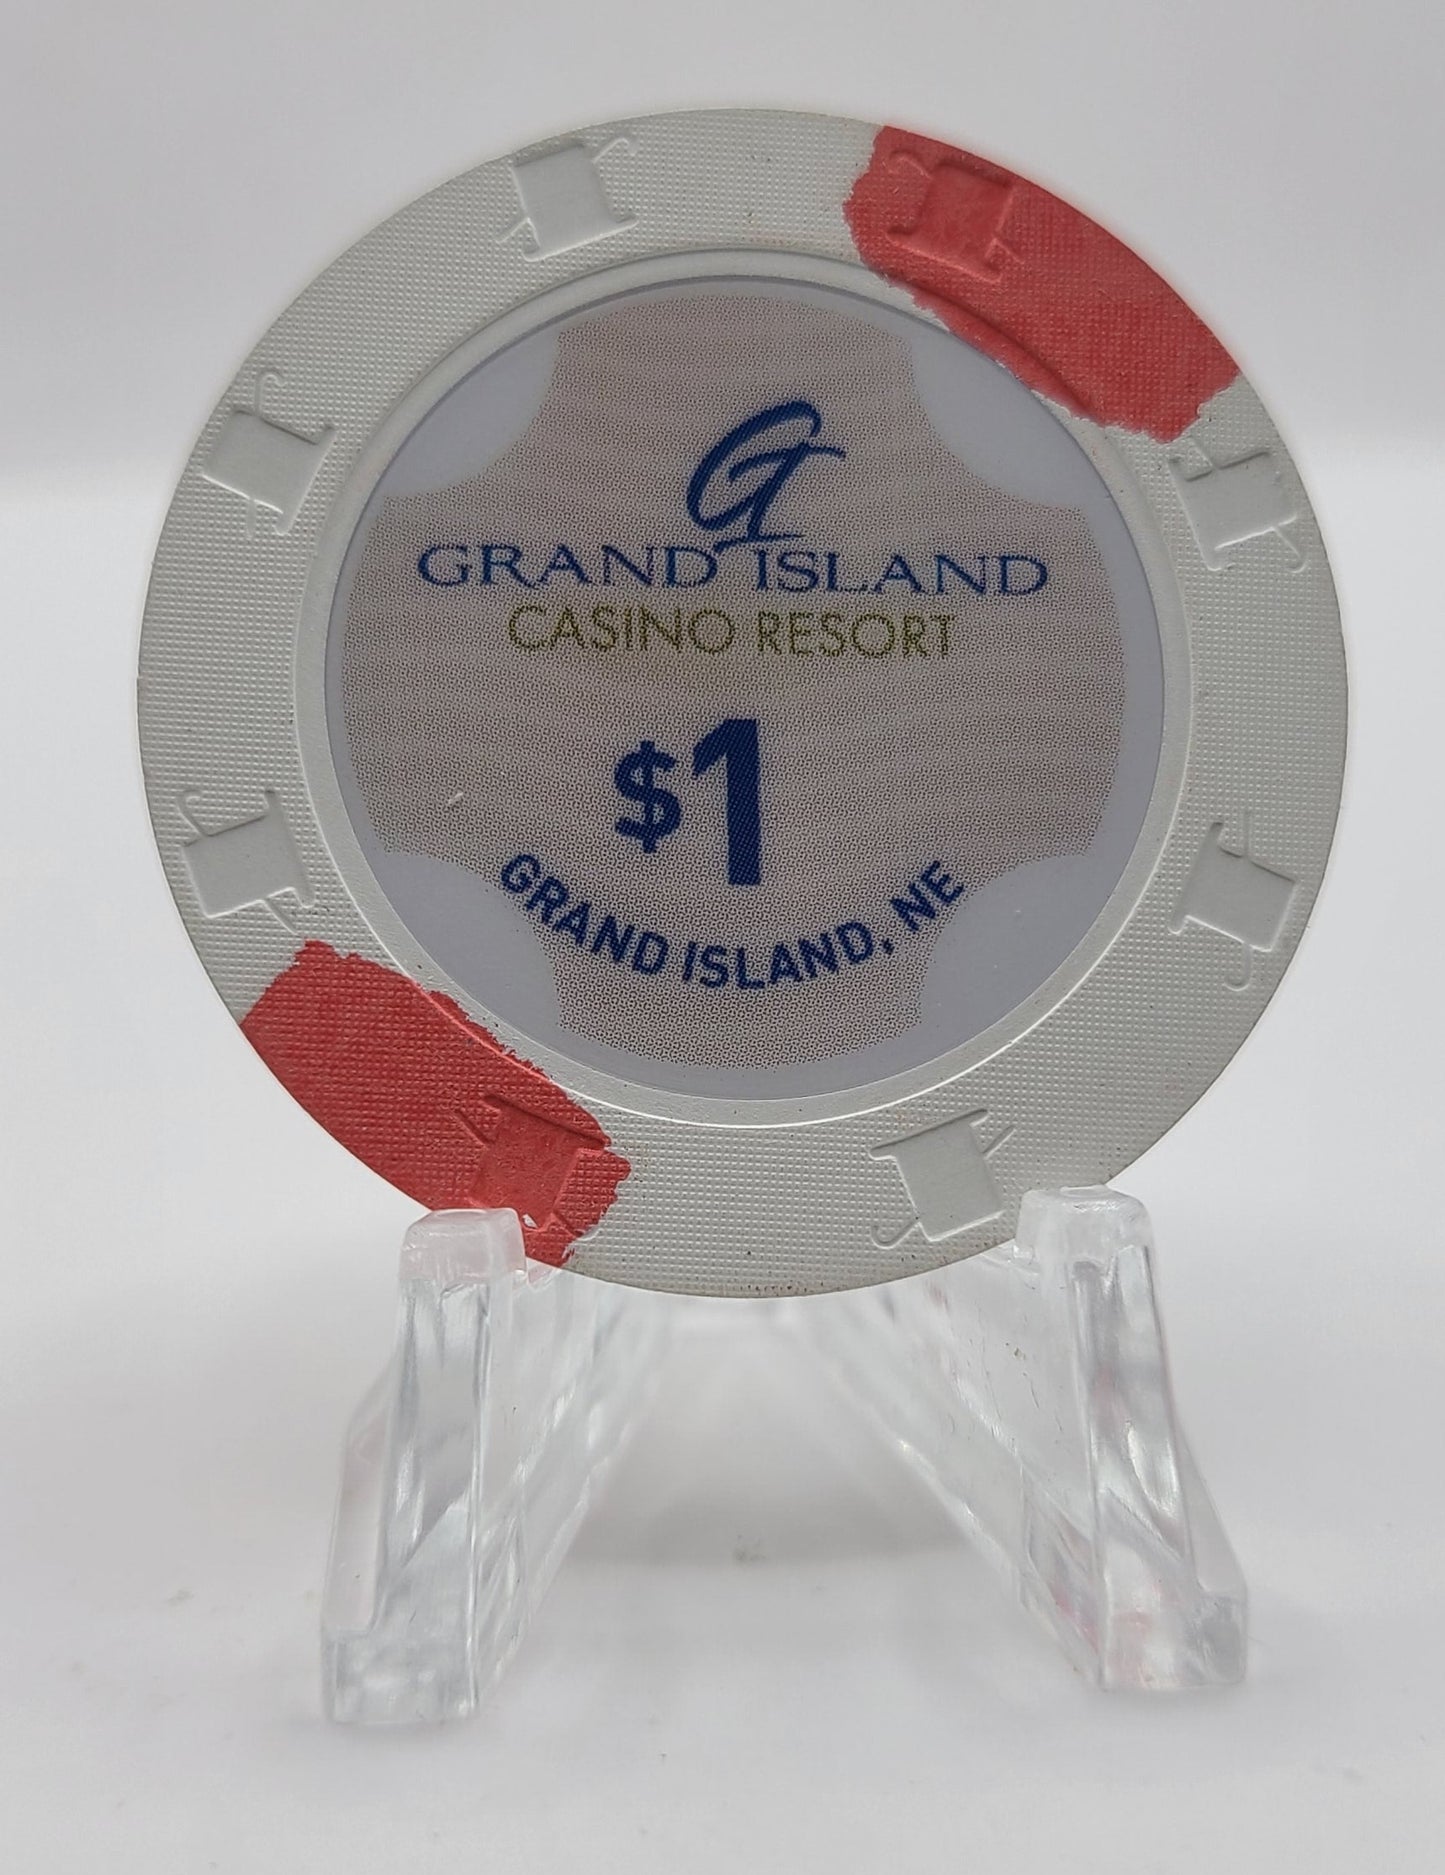 G
GRAND ISLAND
CASINO RESORT
$1
GRAND ISLAND, NE